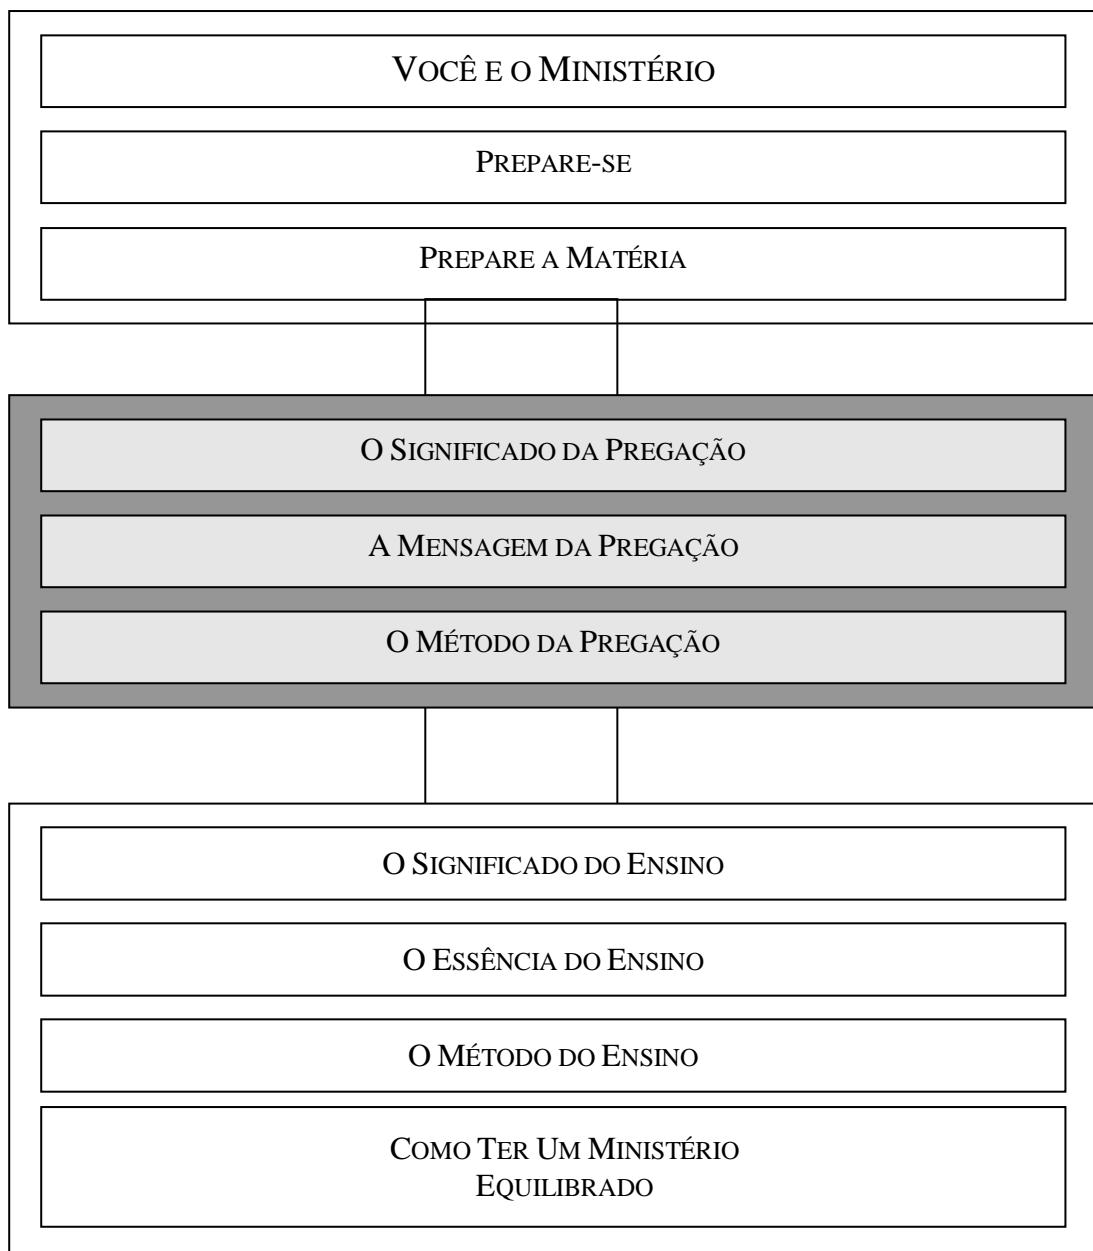 VOCÊ E O MINISTÉRIO
PREPARE-SE
PREPARE A MATÉRIA
O SIGNIFICADO DA PREGAÇÃO
A MENSAGEM DA PREGAÇÃO
O MÉTODO DA PREGAÇÃO
O SIGNIFICADO DO ENSINO
O ESSÊNCIA DO ENSINO
O MÉTODO DO ENSINO
COMO TER UM MINISTÉRIO
EQUILIBRADO